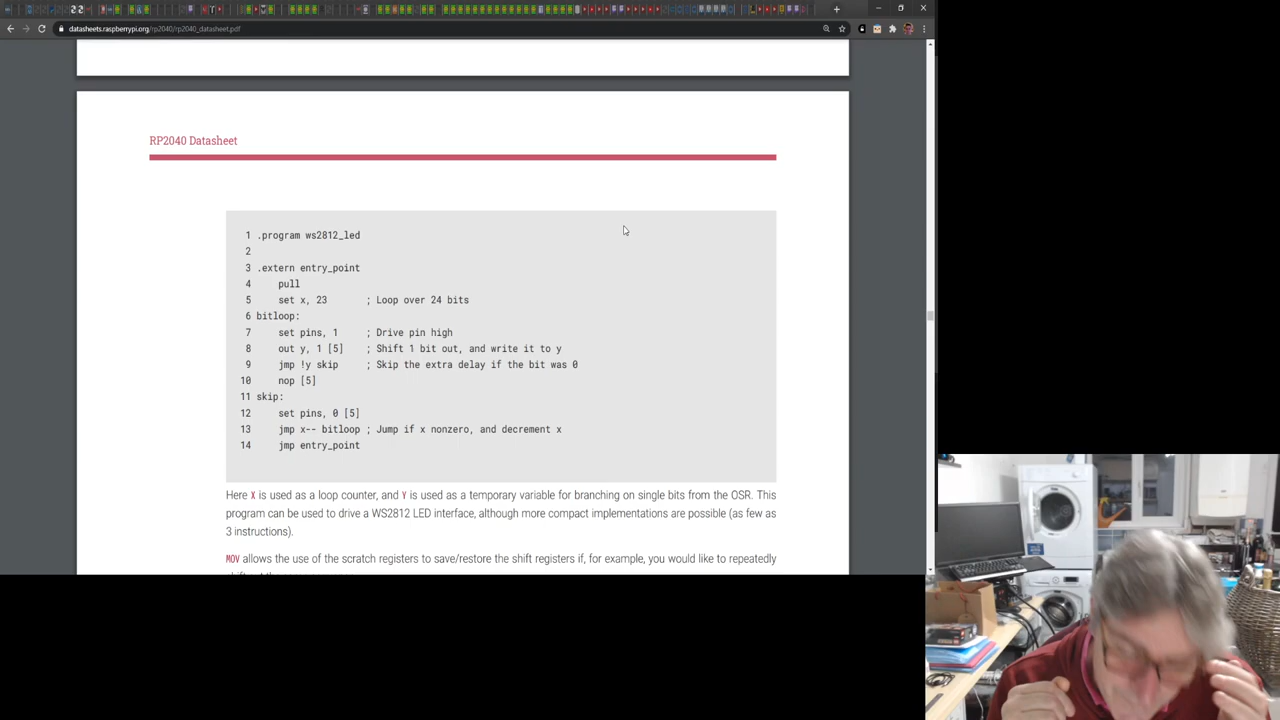 datasheets.raspberrypi.org/rp2040/rp2040_datasheet.pdf
RP2040 Datasheet
1 .program ws2812_led
2
3 .extern entry_point
4 pull
5 set x, 23 ; Loop over 24 bits
6 bitloop:
7 set pins, 1 ; Drive pin high
8 out y, 1 [5] ; Shift 1 bit out, and write it to y
9 jmp !y skip ; Skip the extra delay if the bit was 0
10 nop [5]
11 skip:
12 set pins, 0 [5]
13 jmp x-- bitloop ; Jump if x nonzero, and decrement x
14 jmp entry_point
Here X is used as a loop counter, and Y is used as a temporary variable for branching on single bits from the OSR. This
program can be used to drive a WS2812 LED interface, although more compact implementations are possible (as few as
3 instructions).
MOV allows the use of the scratch registers to save/restore the shift registers if, for example, you would like to repeatedly